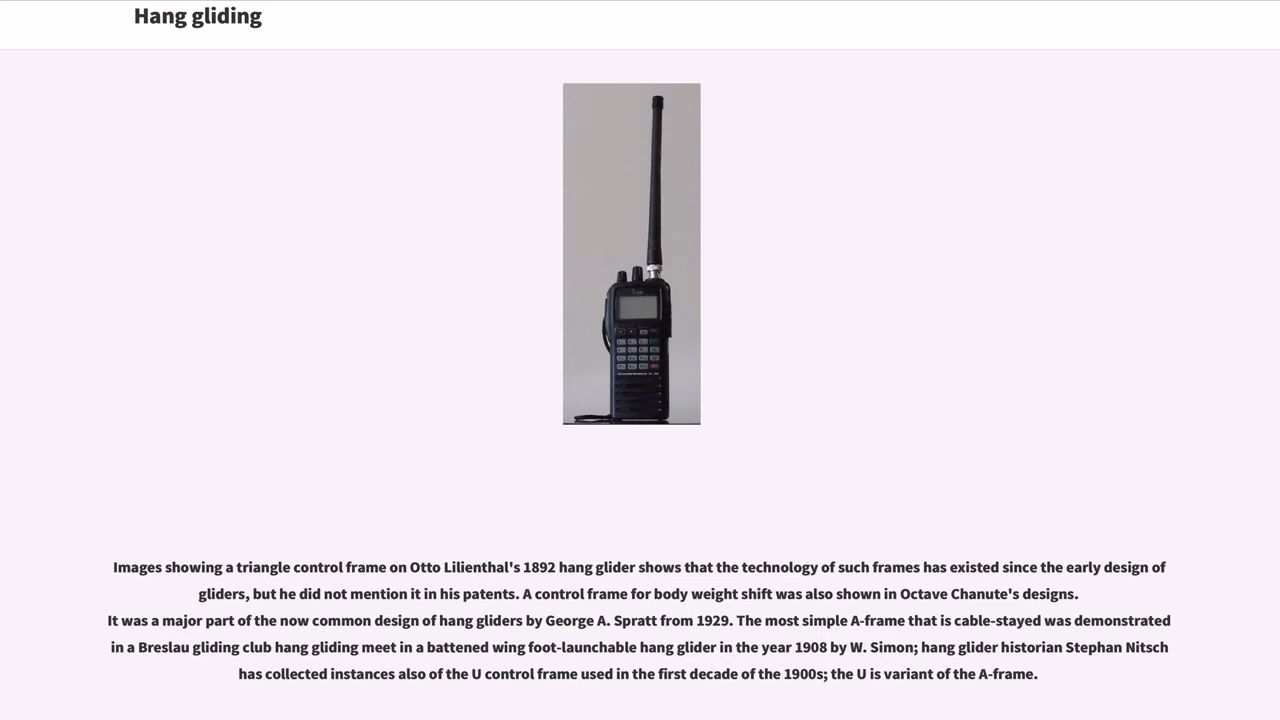 Hang gliding
Images showing a triangle control frame on Otto Lilienthal's 1892 hang glider shows that the technology of such frames has existed since the early design of
gliders, but he did not mention it in his patents. A control frame for body weight shift was also shown in Octave Chanute's designs.
It was a major part of the now common design of hang gliders by George A. Spratt from 1929. The most simple A-frame that is cable-stayed was demonstrated
in a Breslau gliding club hang gliding meet in a battened wing foot-launchable hang glider in the year 1908 by W. Simon; hang glider historian Stephan Nitsch
has collected instances also of the U control frame used in the first decade of the 1900s; the U is variant of the A-frame.